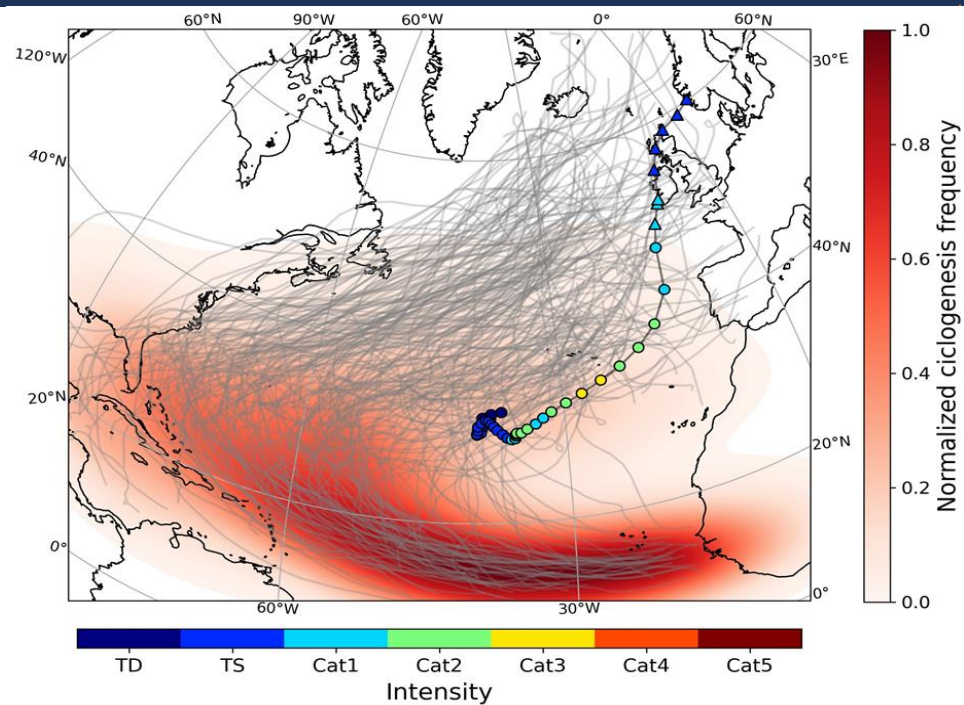 60°N 90°W 60°W 0° 60°N
120°W
30°E
40°N
40°N
20°N
20°N
0°
0°
60°W 30°W
1.0
0.8
0.6
0.4
0.2
0.0
Normalized ciclogenesis frequency
TD TS Cat1 Cat2 Cat3 Cat4 Cat5
Intensity